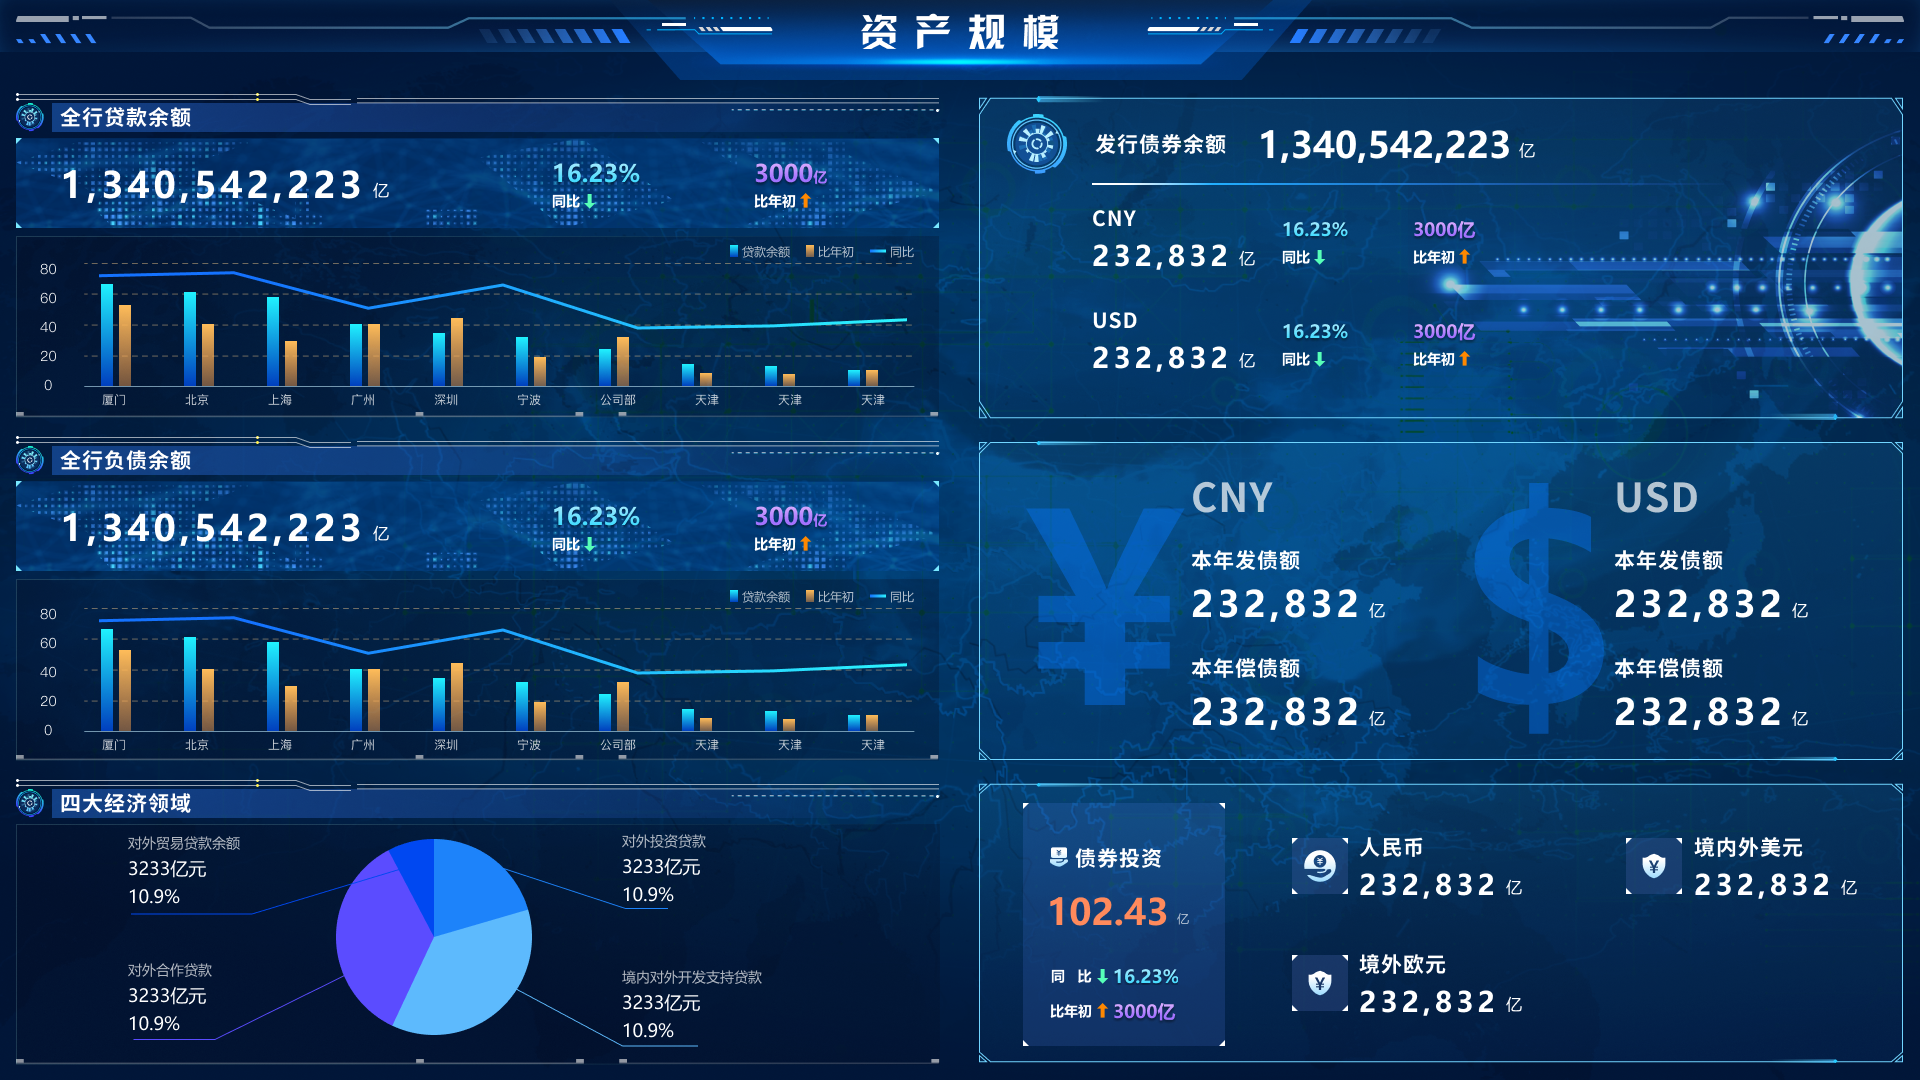 资产规模
全行贷款余额
1,340,542,223 亿
16.23%
同比
3000亿
比年初
贷款余额 比年初 同比
80
60
40
20
0
厦门 北京 上海 广州 深圳 宁波 公司部 天津 天津 天津
全行负债余额
1,340,542,223 亿
16.23%
同比
3000亿
比年初
贷款余额 比年初 同比
80
60
40
20
0
厦门 北京 上海 广州 深圳 宁波 公司部 天津 天津 天津
四大经济领域
对外贸易贷款余额
3233亿元
10.9%
对外投资贷款
3233亿元
10.9%
对外合作贷款
3233亿元
10.9%
境内对外开发支持贷款
3233亿元
10.9%
发行债券余额 1,340,542,223 亿
CNY
232,832 亿
16.23%
同比
3000亿
比年初
USD
232,832 亿
16.23%
同比
3000亿
比年初
¥
CNY
本年发债额
232,832 亿
本年偿债额
232,832 亿
$
USD
本年发债额
232,832 亿
本年偿债额
232,832 亿
债券投资
102.43 亿
同 比 16.23%
比年初 3000亿
¥
人民币
232,832 亿
¥
境内外美元
232,832 亿
¥
境外欧元
232,832 亿